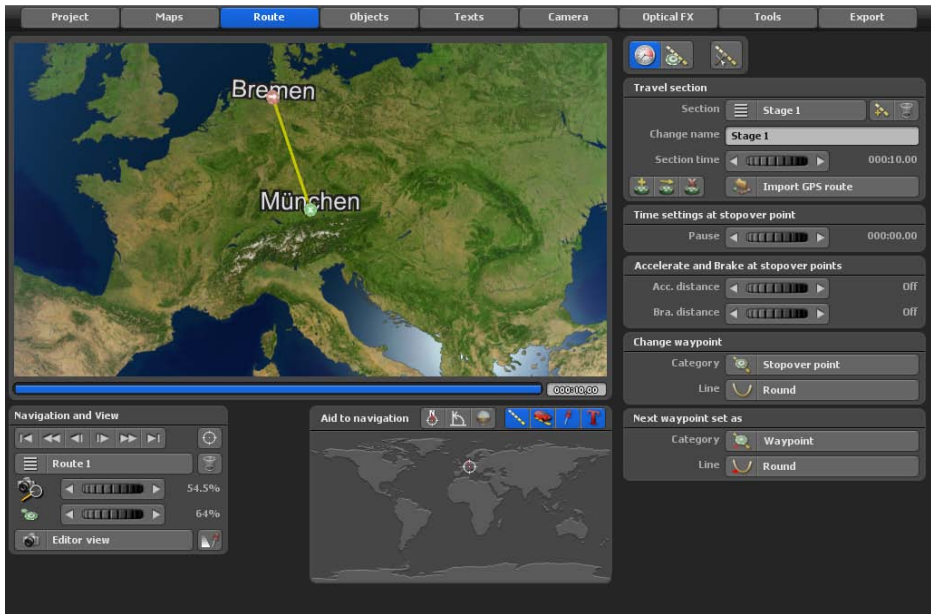 Project Maps Route Objects Texts Camera Optical FX Tools Export
Bremen
München
000:10.00
Travel section
Section Stage 1
Change name Stage 1
Section time 000:10.00
Import GPS route
Time settings at stopover point
Pause 000:00.00
Accelerate and Brake at stopover points
Acc. distance Off
Bra. distance Off
Change waypoint
Category Stopover point
Line Round
Next waypoint set as
Category Waypoint
Line Round
Navigation and View
Route 1
54.5%
64%
Editor view
Aid to navigation